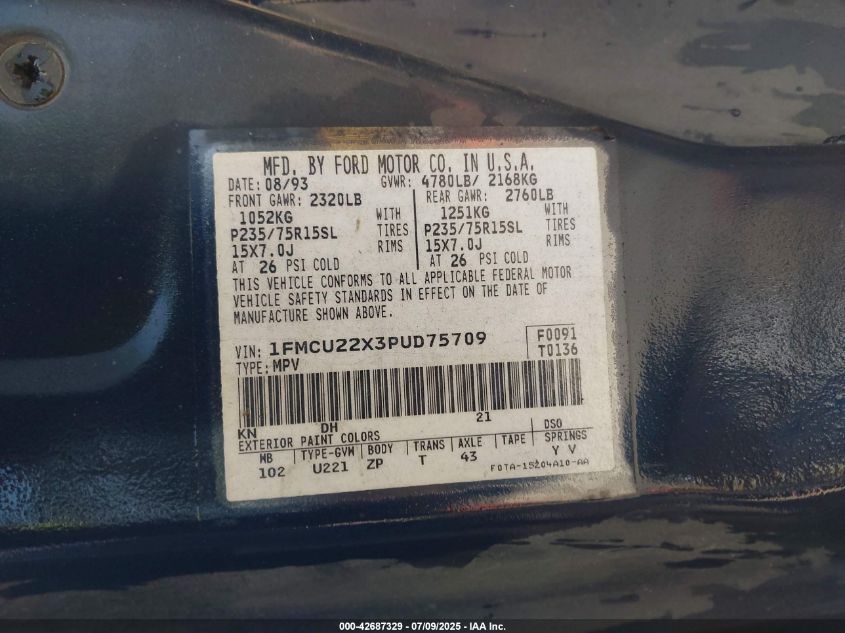 MFD. BY FORD MOTOR CO. IN U.S.A.
DATE: 08/93 GVWR: 4780LB/ 2168KG
FRONT GAWR: 2320LB REAR GAWR: 2760LB
1052KG WITH 1251KG WITH
P235/75R15SL TIRES P235/75R15SL TIRES
15X7.0J RIMS 15X7.0J RIMS
AT 26 PSI COLD AT 26 PSI COLD
THIS VEHICLE CONFORMS TO ALL APPLICABLE FEDERAL MOTOR
VEHICLE SAFETY STANDARDS IN EFFECT ON THE DATE OF
MANUFACTURE SHOWN ABOVE.
VIN: 1FMCU22X3PUD75709 F0091
TYPE: MPV T0136
KN DH 21
EXTERIOR PAINT COLORS DSO
WB TYPE-GVW BODY TRANS AXLE TAPE SPRINGS
102 U221 ZP T 43 Y V
F0TA-15204A10-AA
000-42687329 - 07/09/2025 - IAA Inc.